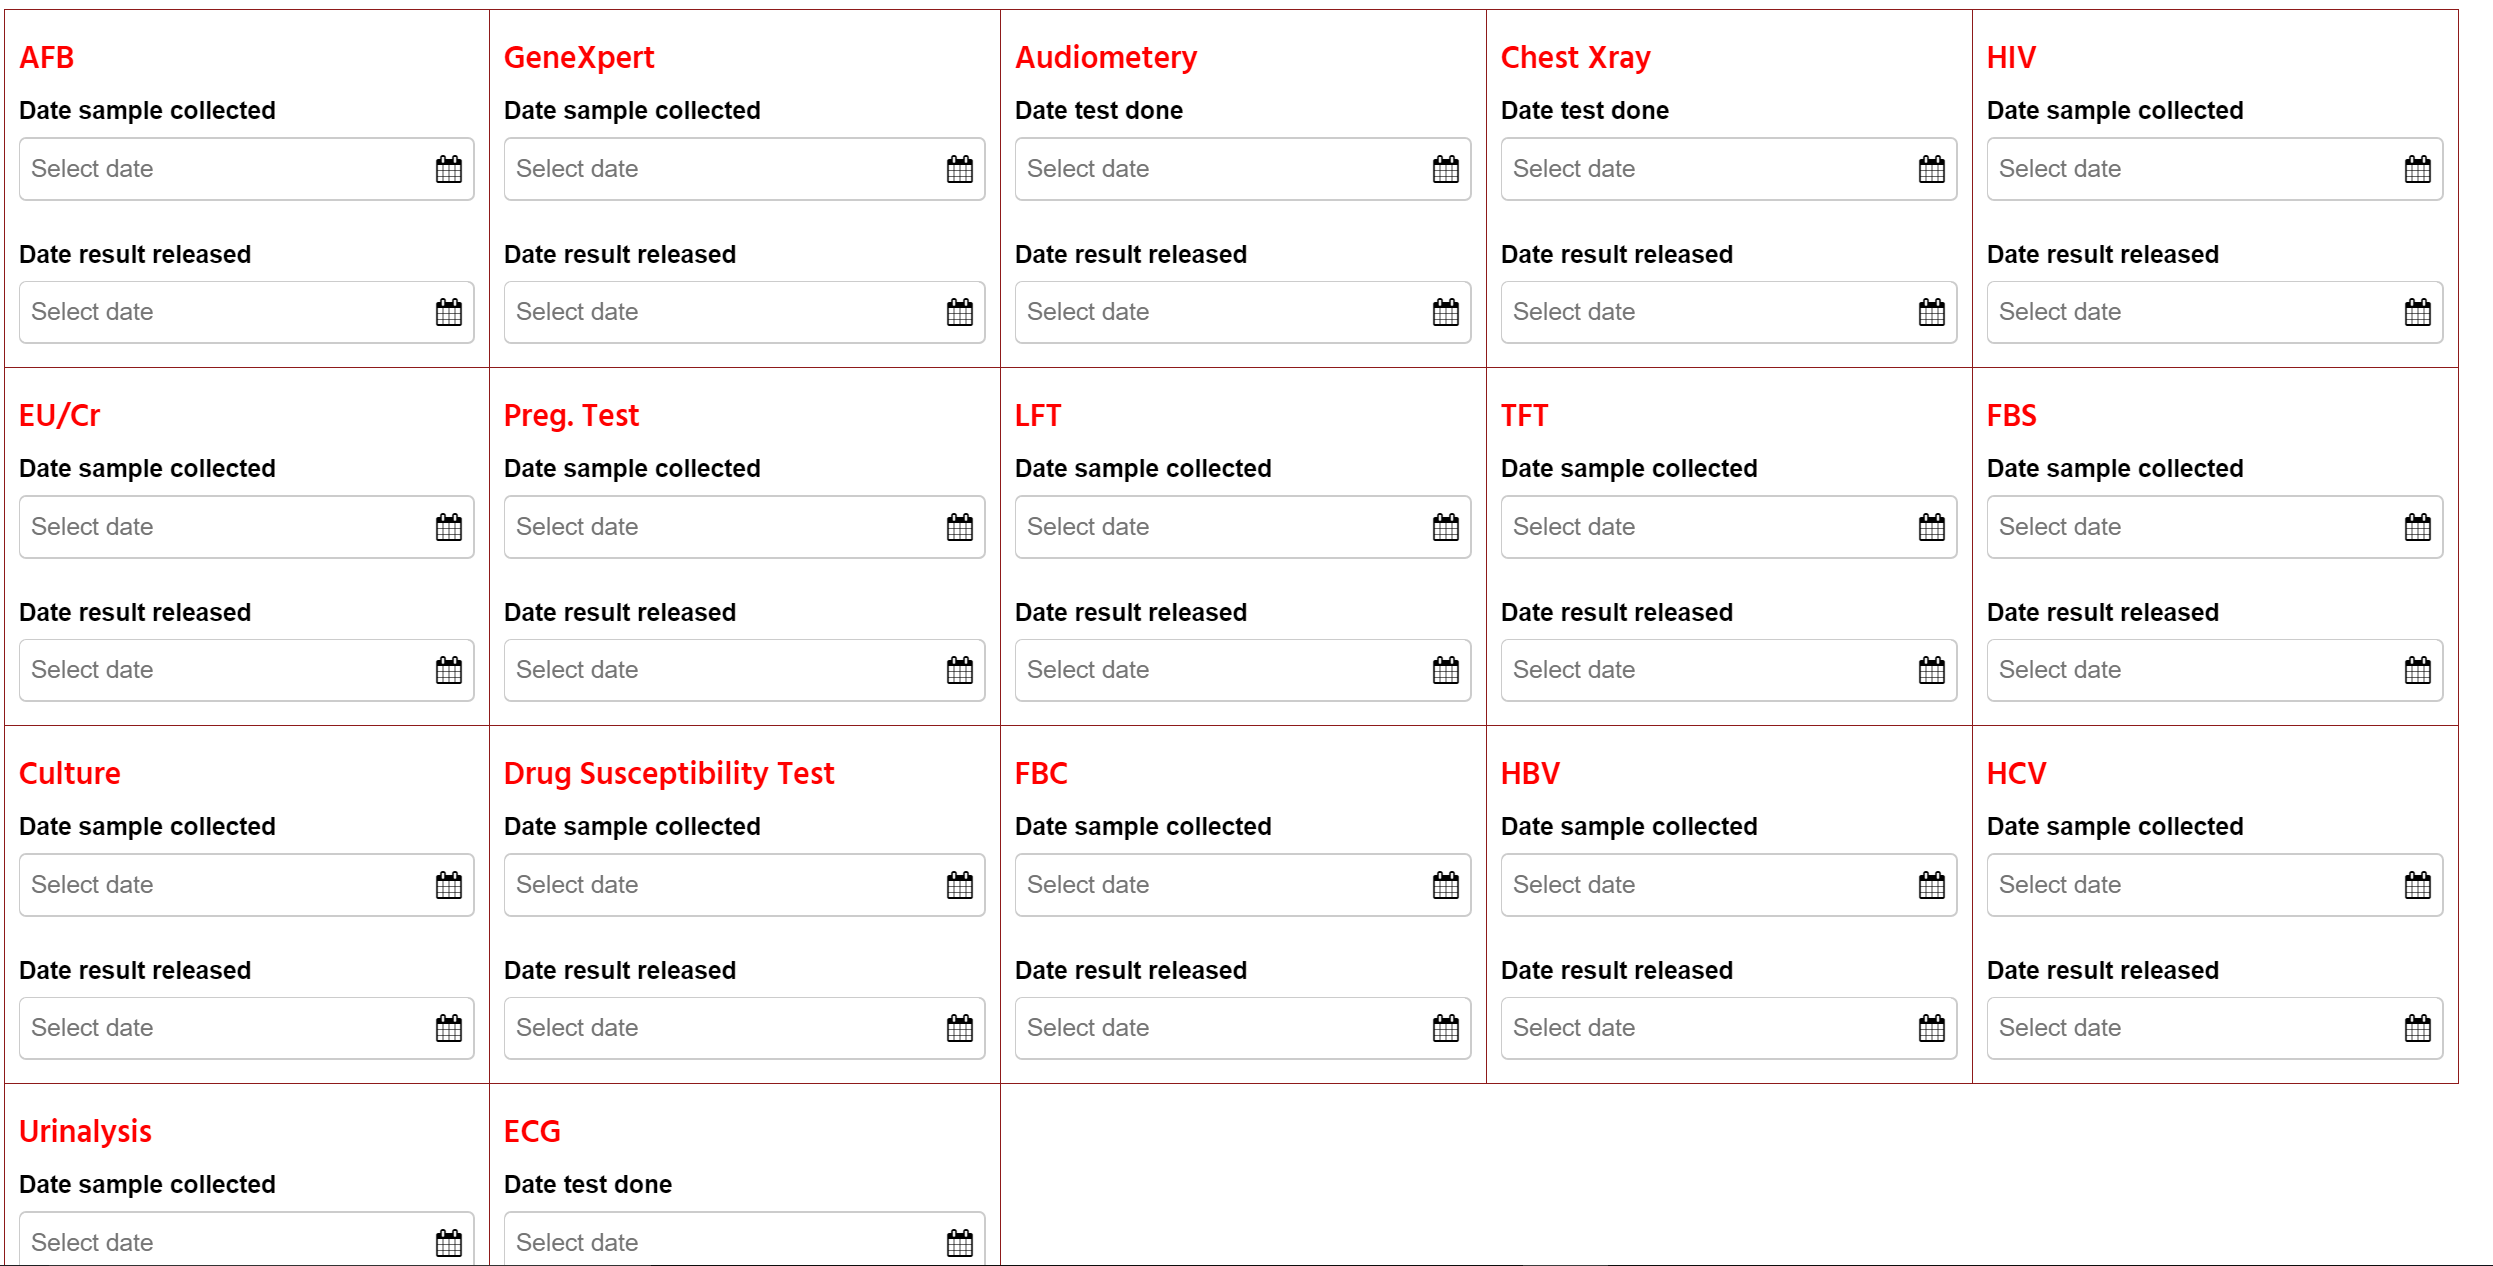 AFB
Date sample collected
Select date
Date result released
Select date
GeneXpert
Date sample collected
Select date
Date result released
Select date
Audiometery
Date test done
Select date
Date result released
Select date
Chest Xray
Date test done
Select date
Date result released
Select date
HIV
Date sample collected
Select date
Date result released
Select date
EU/Cr
Date sample collected
Select date
Date result released
Select date
Preg. Test
Date sample collected
Select date
Date result released
Select date
LFT
Date sample collected
Select date
Date result released
Select date
TFT
Date sample collected
Select date
Date result released
Select date
FBS
Date sample collected
Select date
Date result released
Select date
Culture
Date sample collected
Select date
Date result released
Select date
Drug Susceptibility Test
Date sample collected
Select date
Date result released
Select date
FBC
Date sample collected
Select date
Date result released
Select date
HBV
Date sample collected
Select date
Date result released
Select date
HCV
Date sample collected
Select date
Date result released
Select date
Urinalysis
Date sample collected
Select date
ECG
Date test done
Select date